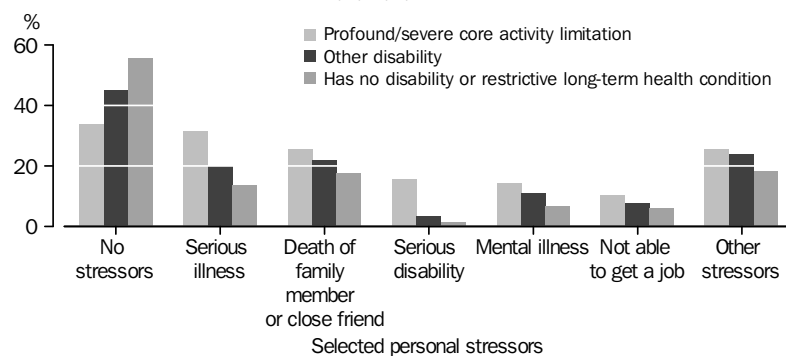 %
Profound/severe core activity limitation
Other disability
Has no disability or restrictive long-term health condition
60
40
20
0
No stressors
Serious illness
Death of family member or close friend
Serious disability
Mental illness
Not able to get a job
Other stressors
Selected personal stressors